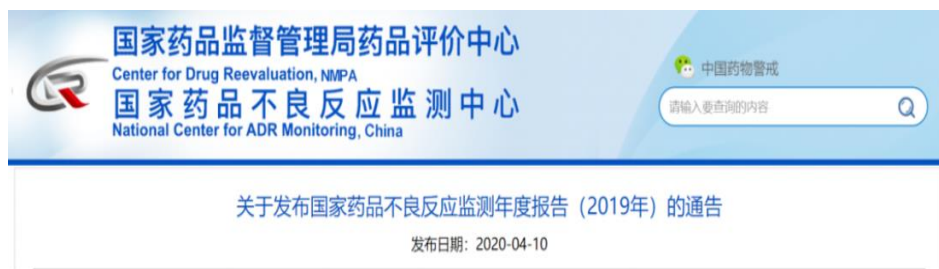 国家药品监督管理局药品评价中心
Center for Drug Reevaluation, NMPA
国家药品不良反应监测中心
National Center for ADR Monitoring, China
中国药物警戒
请输入要查询的内容
关于发布国家药品不良反应监测年度报告（2019年）的通告
发布日期：2020-04-10